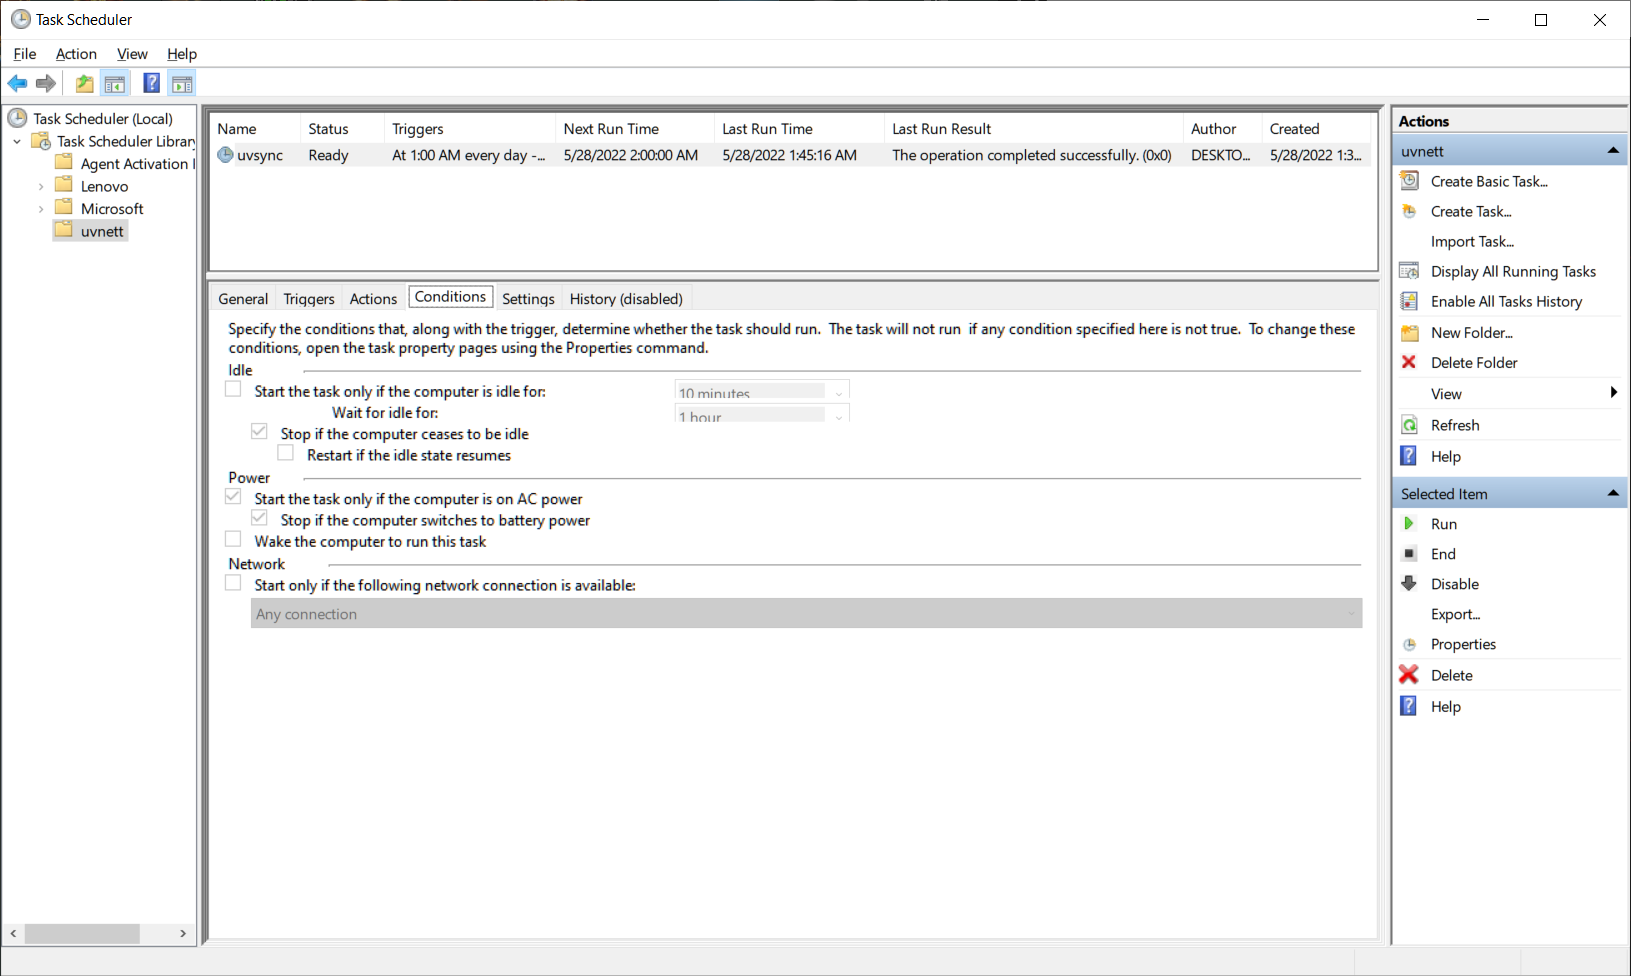 Task Scheduler
File Action View Help
Task Scheduler (Local)
Task Scheduler Library
Agent Activation
Lenovo
Microsoft
uvnett
Name Status Triggers Next Run Time Last Run Time Last Run Result Author Created
uvsync Ready At 1:00 AM every day -... 5/28/2022 2:00:00 AM 5/28/2022 1:45:16 AM The operation completed successfully. (0x0) DESKTO... 5/28/2022 1:3...
General Triggers Actions Conditions Settings History (disabled)
Specify the conditions that, along with the trigger, determine whether the task should run.  The task will not run  if any condition specified here is not true.  To change these
conditions, open the task property pages using the Properties command.
Idle
Start the task only if the computer is idle for: 10 minutes
Wait for idle for: 1 hour
Stop if the computer ceases to be idle
Restart if the idle state resumes
Power
Start the task only if the computer is on AC power
Stop if the computer switches to battery power
Wake the computer to run this task
Network
Start only if the following network connection is available:
Any connection
Actions
uvnett
Create Basic Task...
Create Task...
Import Task...
Display All Running Tasks
Enable All Tasks History
New Folder...
Delete Folder
View
Refresh
Help
Selected Item
Run
End
Disable
Export...
Properties
Delete
Help